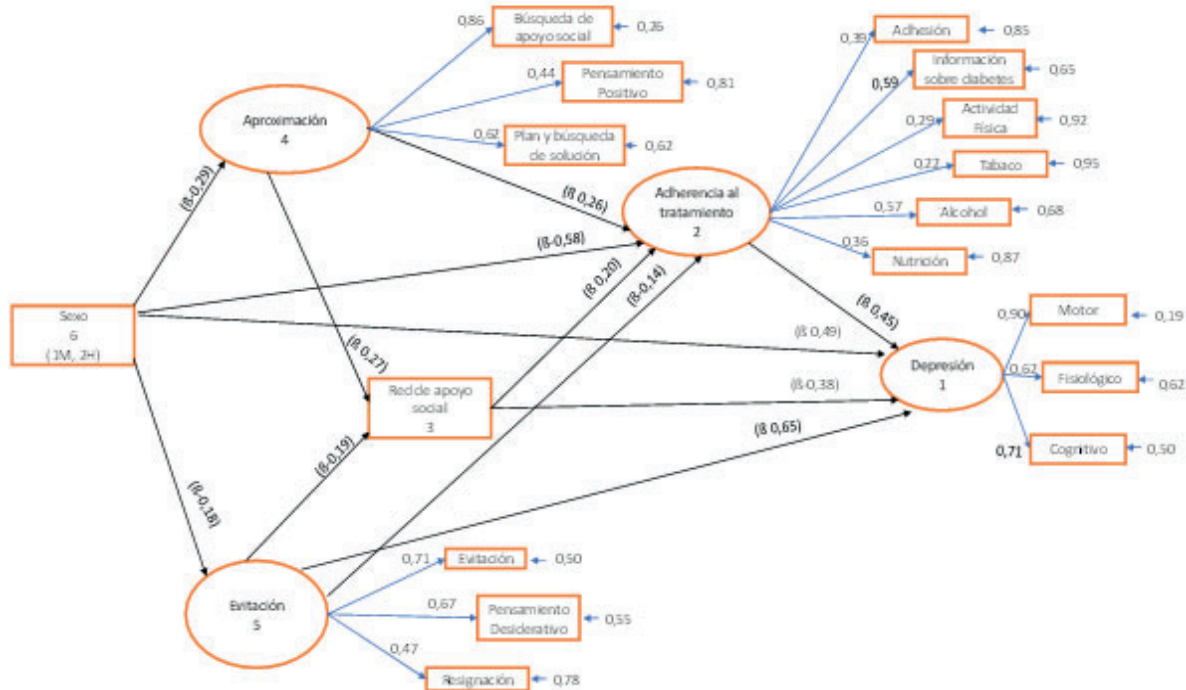 0,86
Búsqueda de
apoyo social
0,26
0,44
Pensamiento
Positivo
0,81
0,62
Plan y búsqueda
de solución
0,62
Aproximación
4
0,39
Adhesión
0,85
0,59
Información
sobre diabetes
0,65
0,29
Actividad
Física
0,92
0,22
Tabaco
0,95
0,57
Alcohol
0,68
0,36
Nutrición
0,87
Adherencia al
tratamiento
2
(ß-0,29)
(ß 0,26)
(ß-0,58)
(ß 0,20)
(ß-0,14)
(ß 0,45)
Sexo
6
(1M, 2H)
(ß 0,49)
(ß 0,27)
Red de apoyo
social
3
(ß-0,38)
(ß-0,19)
(ß 0,65)
(ß-0,18)
Depresión
1
0,90
Motor
0,19
0,62
Fisiológico
0,62
0,71
Cognitivo
0,50
Evitación
5
0,71
Evitación
0,50
0,67
Pensamiento
Desiderativo
0,55
0,47
Resignación
0,78